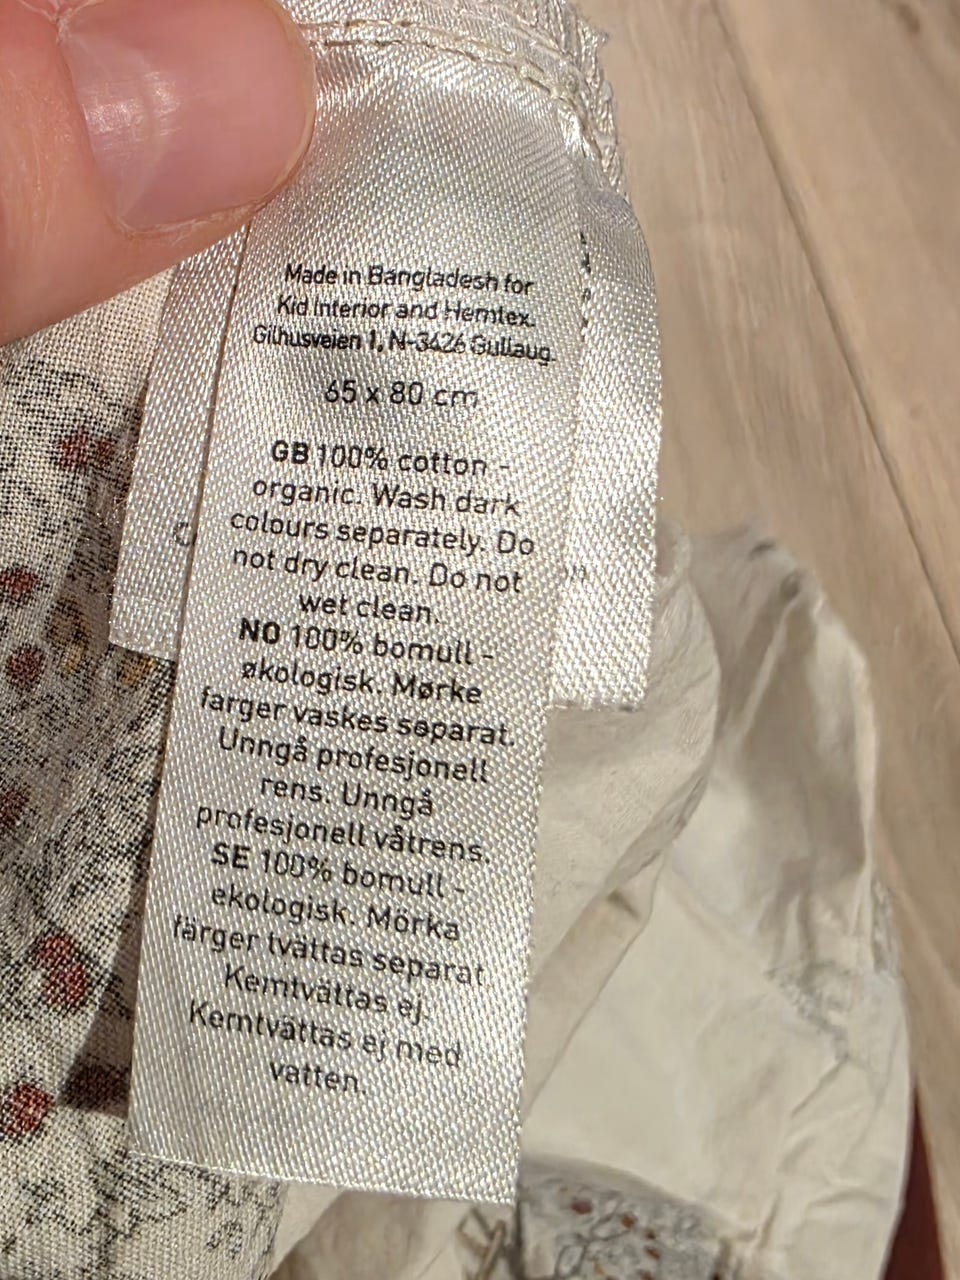 Made in Bangladesh for
Kid Interior and Hemtex.
Gilhusveien 1, N-3426 Gullaug.
65 x 80 cm
GB 100% cotton -
organic. Wash dark
colours separately. Do
not dry clean. Do not
wet clean.
NO 100% bomull -
økologisk. Mørke
farger vaskes separat.
Unngå profesjonell
rens. Unngå
profesjonell våtrens.
SE 100% bomull -
ekologisk. Mörka
färger tvättas separat
Kemtvättas ej.
Kemtvättas ej med
vatten.